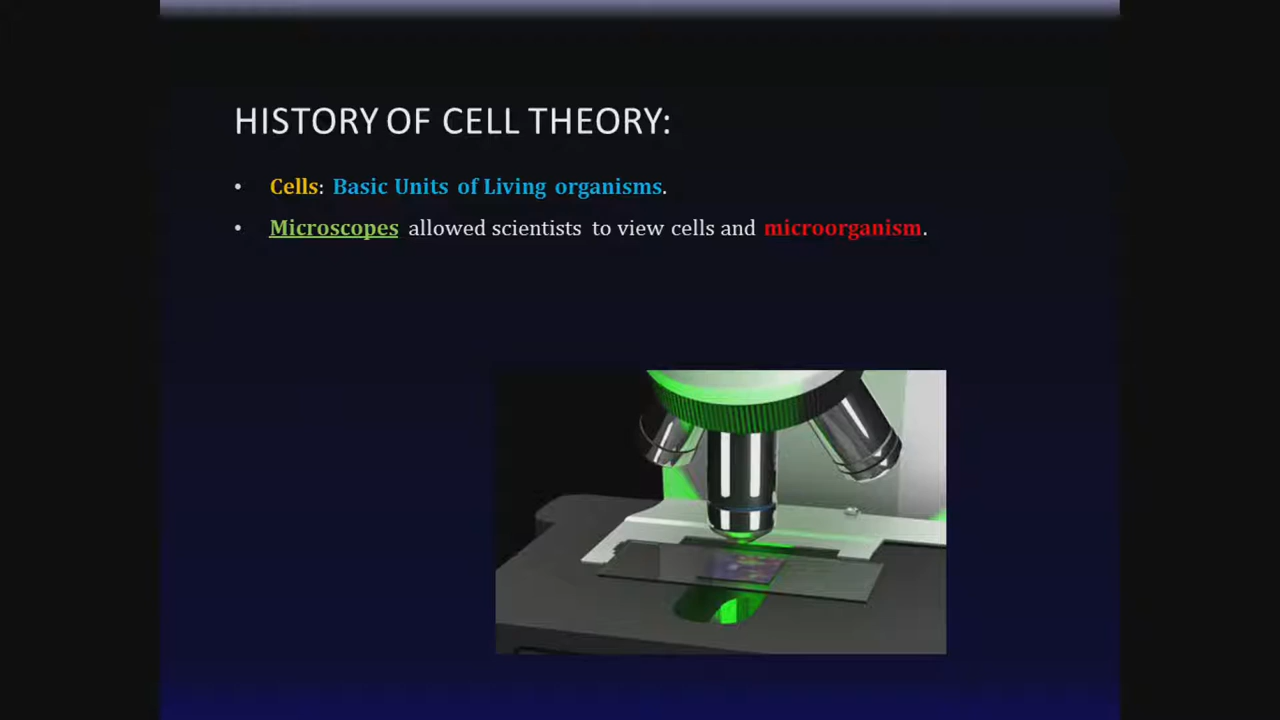 HISTORY OF CELL THEORY:
• Cells: Basic Units of Living organisms.
• Microscopes allowed scientists to view cells and microorganism.